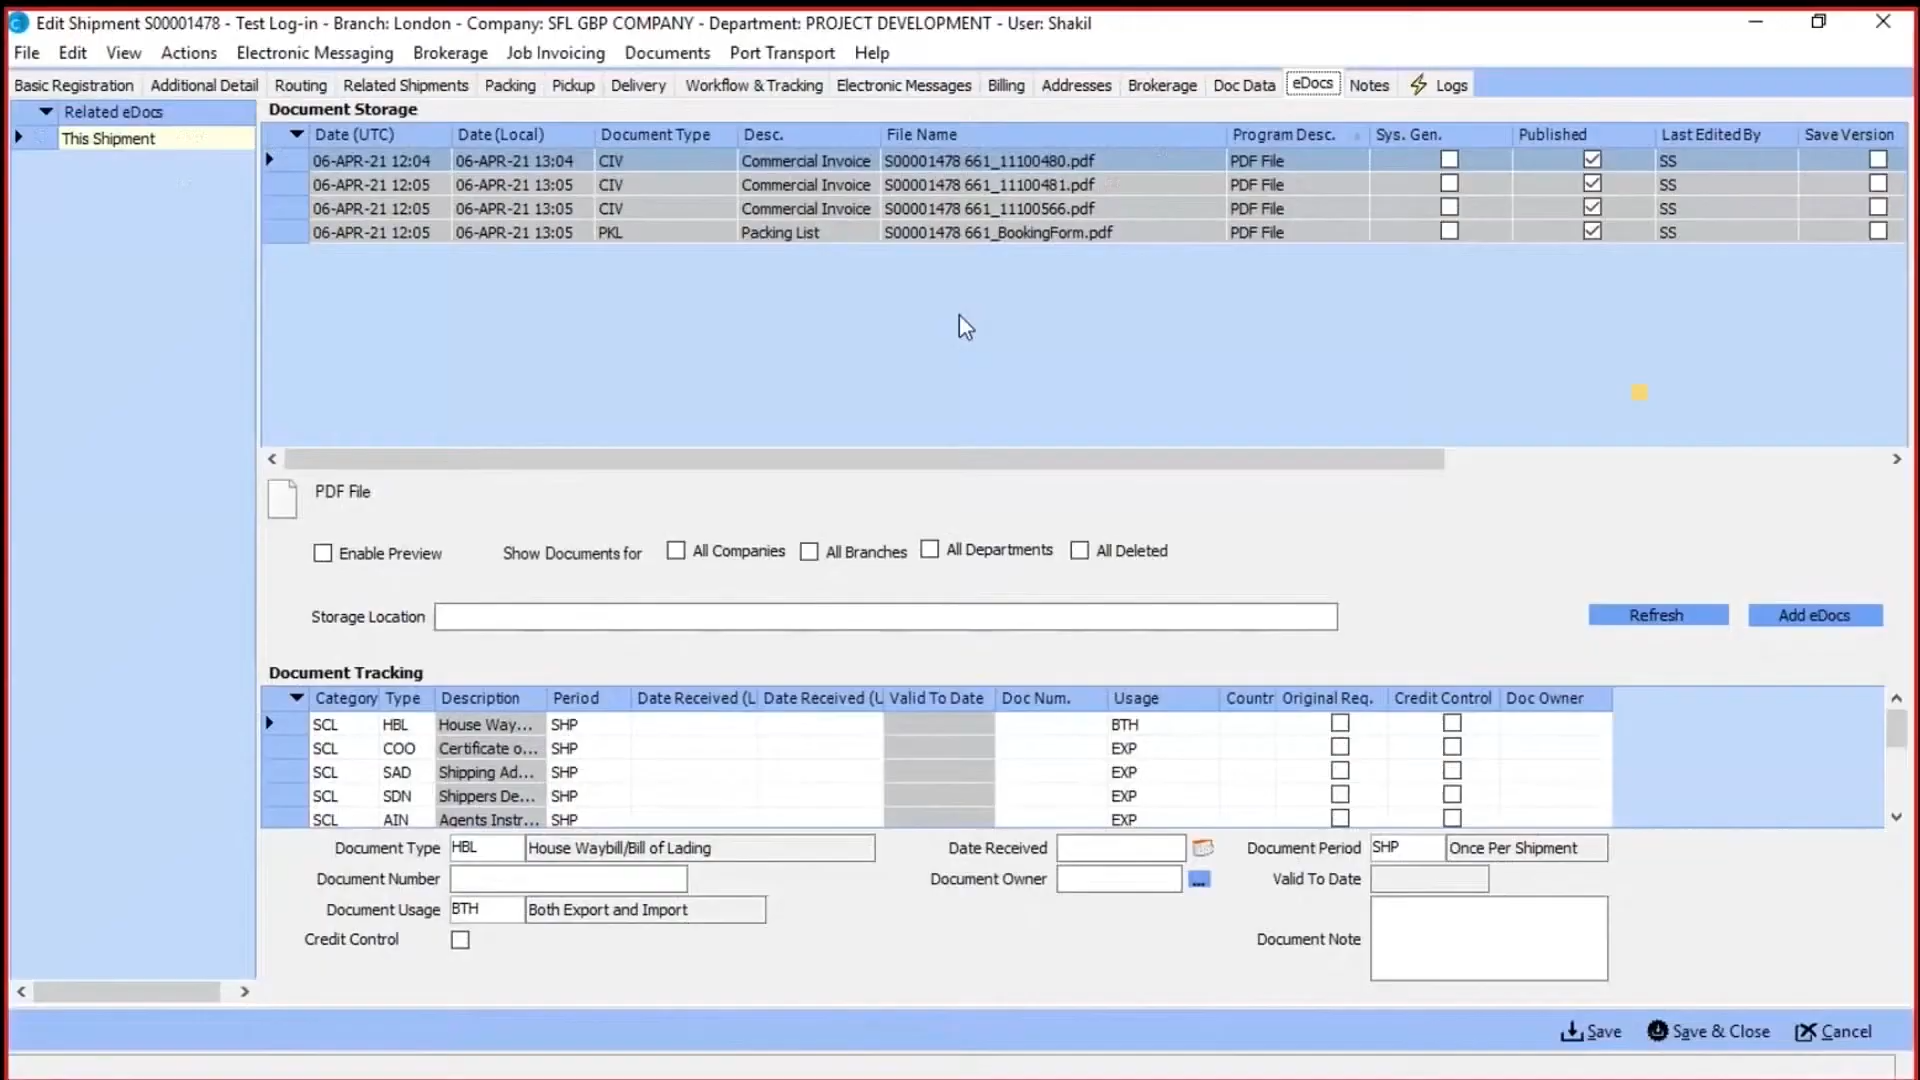 Edit Shipment S00001478 - Test Log-in - Branch: London - Company: SFL GBP COMPANY - Department: PROJECT DEVELOPMENT - User: Shakil
File Edit View Actions Electronic Messaging Brokerage Job Invoicing Documents Port Transport Help
Basic Registration Additional Detail Routing Related Shipments Packing Pickup Delivery Workflow & Tracking Electronic Messages Billing Addresses Brokerage Doc Data eDocs Notes Logs
Related eDocs
This Shipment
Document Storage
Date (UTC) Date (Local) Document Type Desc. File Name Program Desc. Sys. Gen. Published Last Edited By Save Version
06-APR-21 12:04 06-APR-21 13:04 CIV Commercial Invoice S00001478 661_11100480.pdf PDF File SS
06-APR-21 12:05 06-APR-21 13:05 CIV Commercial Invoice S00001478 661_11100481.pdf PDF File SS
06-APR-21 12:05 06-APR-21 13:05 CIV Commercial Invoice S00001478 661_11100566.pdf PDF File SS
06-APR-21 12:05 06-APR-21 13:05 PKL Packing List S00001478 661_BookingForm.pdf PDF File SS
PDF File
Enable Preview Show Documents for All Companies All Branches All Departments All Deleted
Storage Location Refresh Add eDocs
Document Tracking
Category Type Description Period Date Received (L Date Received (U Valid To Date Doc Num. Usage Countr Original Req. Credit Control Doc Owner
SCL HBL House Way... SHP BTH
SCL COO Certificate o... SHP EXP
SCL SAD Shipping Ad... SHP EXP
SCL SDN Shippers De... SHP EXP
SCL AIN Agents Instr... SHP EXP
Document Type HBL House Waybill/Bill of Lading Date Received Document Period SHP Once Per Shipment
Document Number Document Owner ... Valid To Date
Document Usage BTH Both Export and Import
Credit Control Document Note
Save Save & Close Cancel